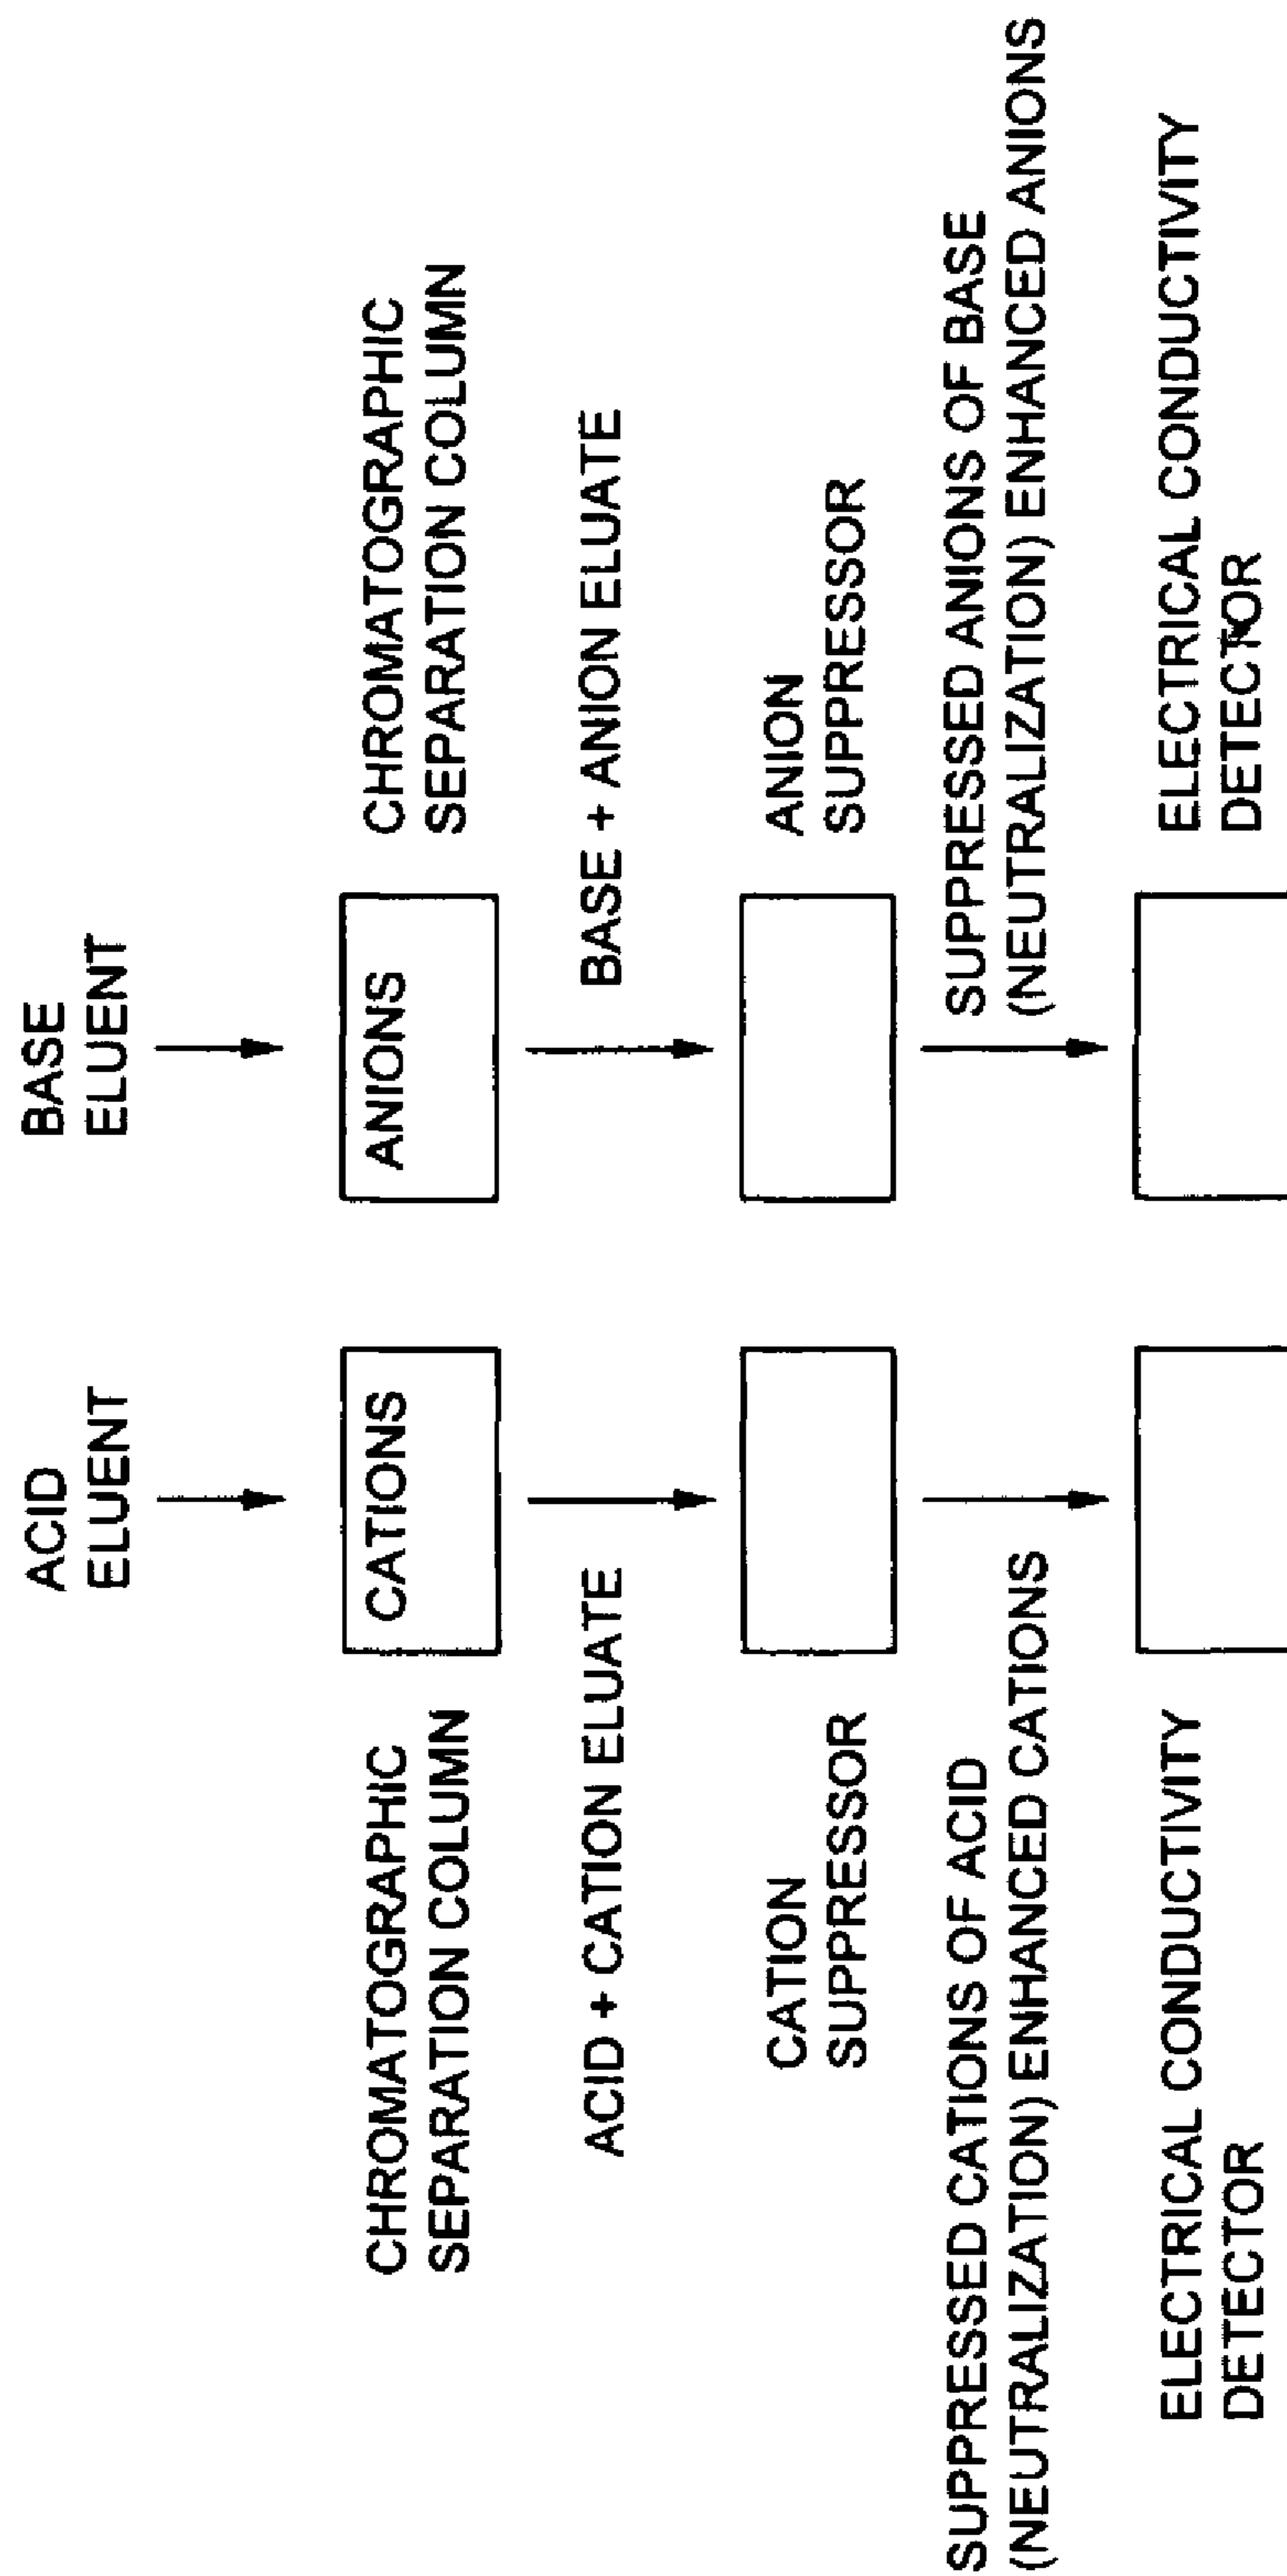 ACID
ELUENT
CHROMATOGRAPHIC
SEPARATION COLUMN
CATIONS
ACID + CATION ELUATE
CATION
SUPPRESSOR
SUPPRESSED CATIONS OF ACID
(NEUTRALIZATION) ENHANCED CATIONS
ELECTRICAL CONDUCTIVITY
DETECTOR
BASE
ELUENT
ANIONS
CHROMATOGRAPHIC
SEPARATION COLUMN
BASE + ANION ELUATE
ANION
SUPPRESSOR
SUPPRESSED ANIONS OF BASE
(NEUTRALIZATION) ENHANCED ANIONS
ELECTRICAL CONDUCTIVITY
DETECTOR